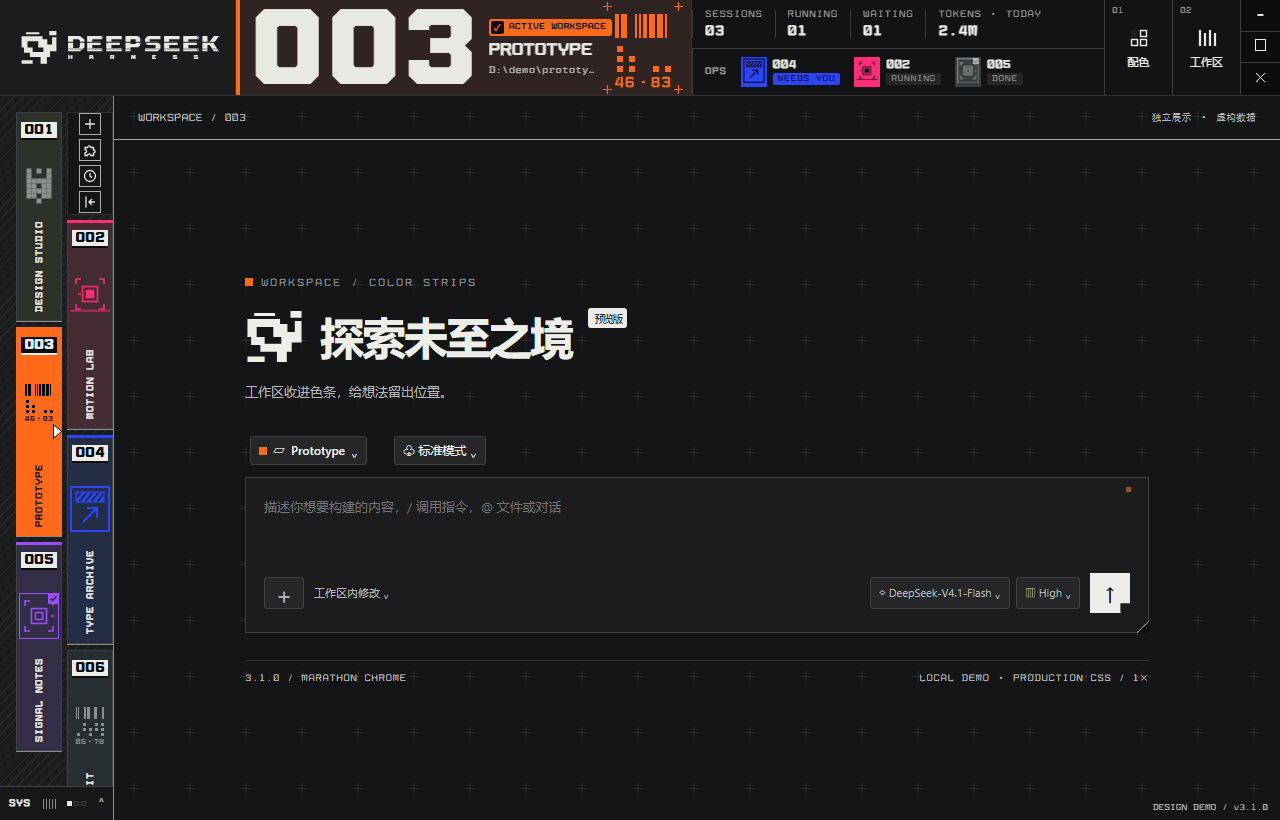 DEEPSEEK
HARNESS
003
ACTIVE WORKSPACE
PROTOTYPE
D:\demo\prototy…
46·83
SESSIONS
03
RUNNING
01
WAITING
01
TOKENS · TODAY
2.4M
OPS
004
NEEDS YOU
002
RUNNING
005
DONE
01
配色
02
工作区
WORKSPACE / 003
独立展示 · 虚构数据
001
DESIGN STUDIO
002
MOTION LAB
003
46·83
PROTOTYPE
004
TYPE ARCHIVE
005
SIGNAL NOTES
006
05·78
IT
SYS
WORKSPACE / COLOR STRIPS
探索未至之境
预览版
工作区收进色条，给想法留出位置。
Prototype
标准模式
描述你想要构建的内容，/ 调用指令，@ 文件或对话
工作区内修改
DeepSeek-V4.1-Flash
High
3.1.0 / MARATHON CHROME
LOCAL DEMO · PRODUCTION CSS / 1×
DESIGN DEMO / v3.1.0